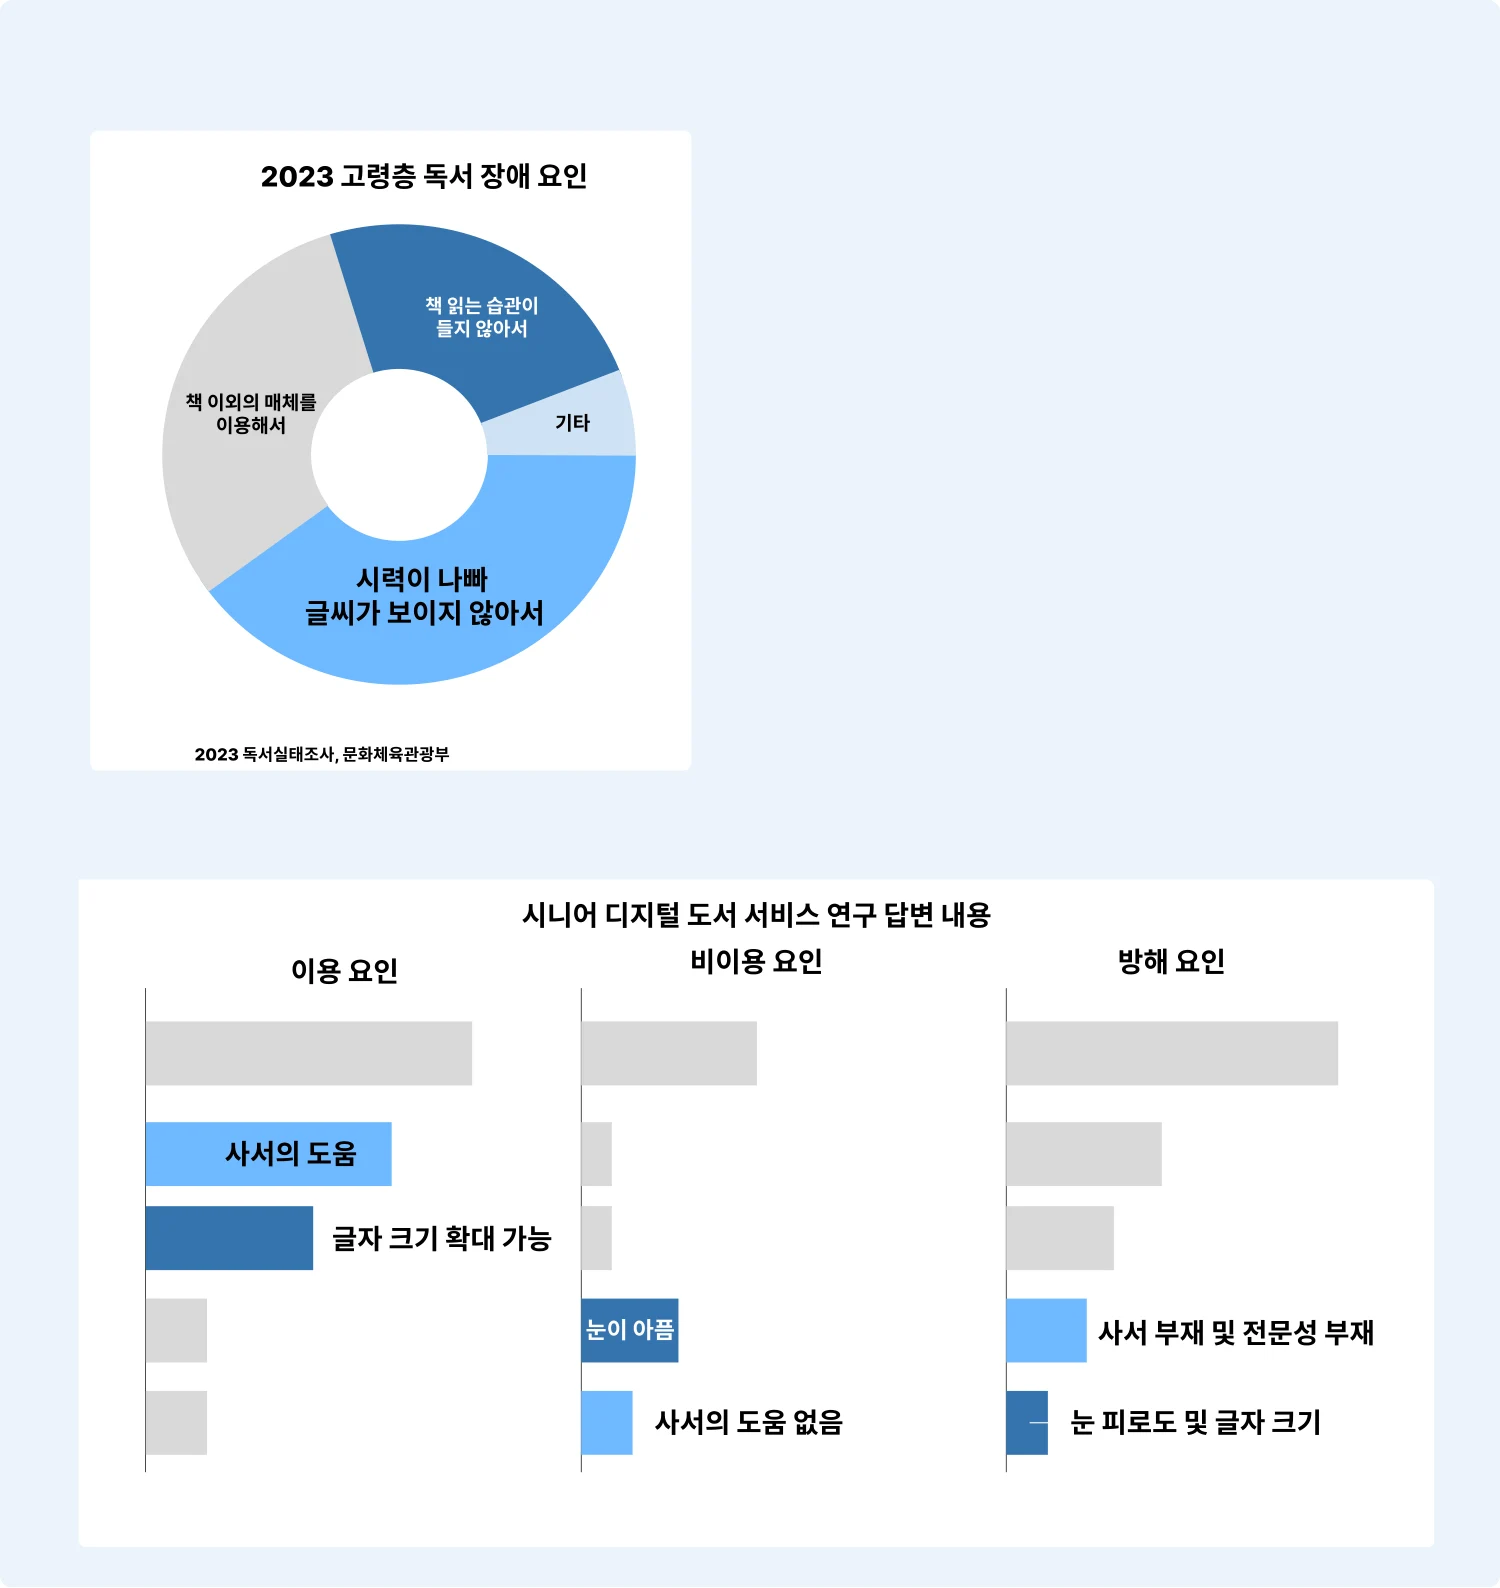 2023 고령층 독서 장애 요인
책 읽는 습관이
들지 않아서
책 이외의 매체를
이용해서
기타
시력이 나빠
글씨가 보이지 않아서
2023 독서실태조사, 문화체육관광부
시니어 디지털 도서 서비스 연구 답변 내용
이용 요인
비이용 요인
방해 요인
사서의 도움
글자 크기 확대 가능
눈이 아픔
사서 부재 및 전문성 부재
사서의 도움 없음
눈 피로도 및 글자 크기